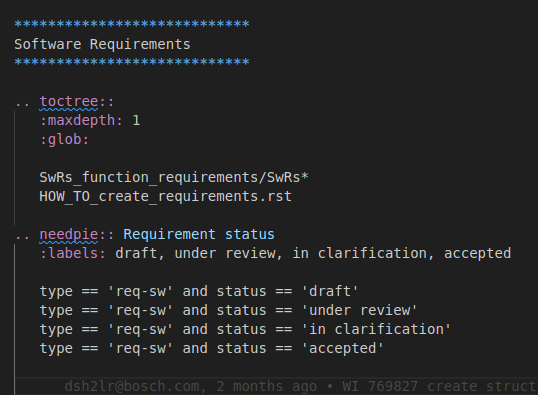 ****************************
Software Requirements
****************************
.. toctree::
:maxdepth: 1
:glob:
SwRs_function_requirements/SwRs*
HOW_TO_create_requirements.rst
.. needpie:: Requirement status
:labels: draft, under review, in clarification, accepted
type == 'req-sw' and status == 'draft'
type == 'req-sw' and status == 'under review'
type == 'req-sw' and status == 'in clarification'
type == 'req-sw' and status == 'accepted'
dsh2lr@bosch.com, 2 months ago • WI 769827 create struct